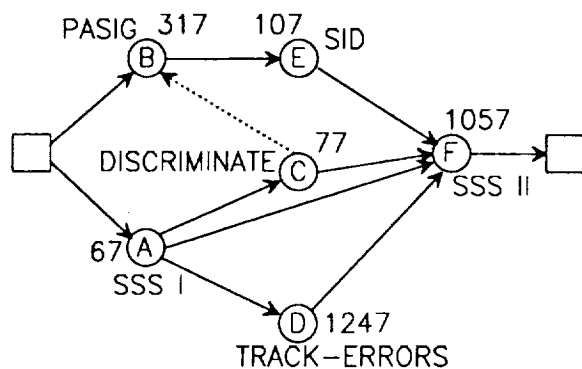 PASIG 317 107 SID
B E
1057
77
DISCRIMINATE C F
SSS II
67 A
SSS I
D 1247
TRACK-ERRORS